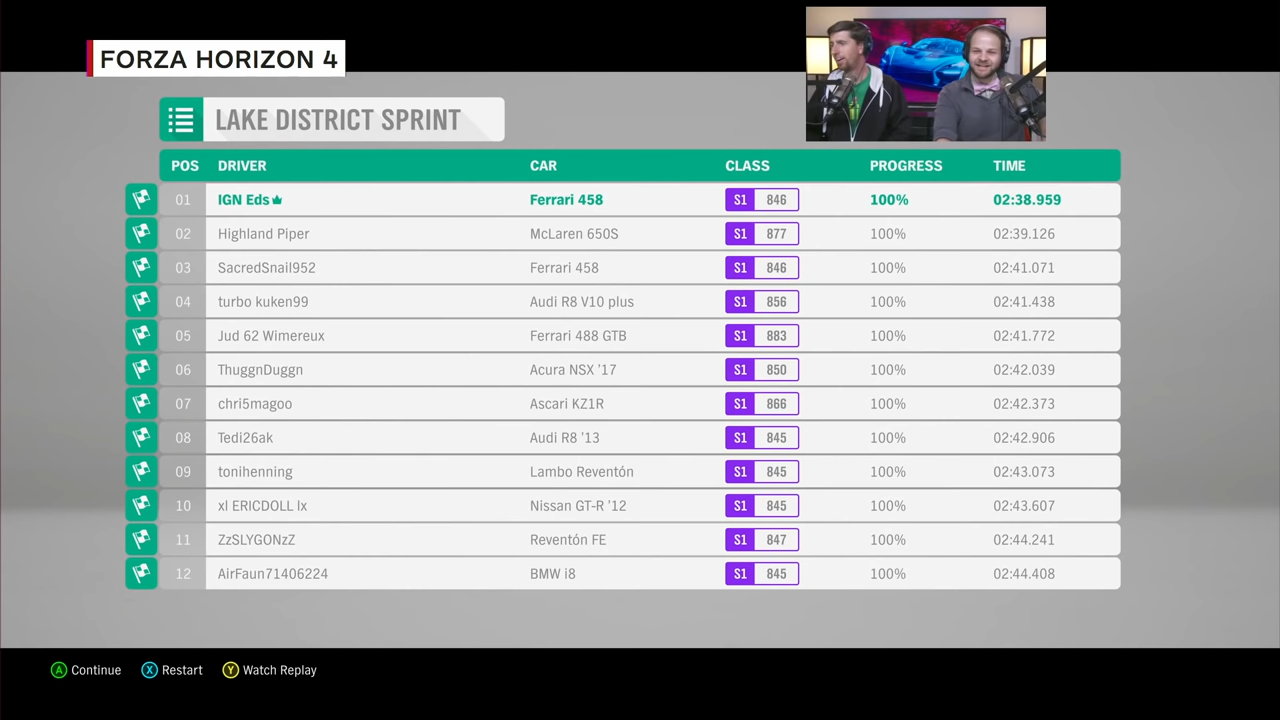 FORZA HORIZON 4
LAKE DISTRICT SPRINT
POS DRIVER CAR CLASS PROGRESS TIME
01 IGN Eds Ferrari 458 S1 846 100% 02:38.959
02 Highland Piper McLaren 650S S1 877 100% 02:39.126
03 SacredSnail952 Ferrari 458 S1 846 100% 02:41.071
04 turbo kuken99 Audi R8 V10 plus S1 856 100% 02:41.438
05 Jud 62 Wimereux Ferrari 488 GTB S1 883 100% 02:41.772
06 ThuggnDuggn Acura NSX '17 S1 850 100% 02:42.039
07 chri5magoo Ascari KZ1R S1 866 100% 02:42.373
08 Tedi26ak Audi R8 '13 S1 845 100% 02:42.906
09 tonihenning Lambo Reventón S1 845 100% 02:43.073
10 xl ERICDOLL lx Nissan GT-R '12 S1 845 100% 02:43.607
11 ZzSLYGONzZ Reventón FE S1 847 100% 02:44.241
12 AirFaun71406224 BMW i8 S1 845 100% 02:44.408
A Continue X Restart Y Watch Replay